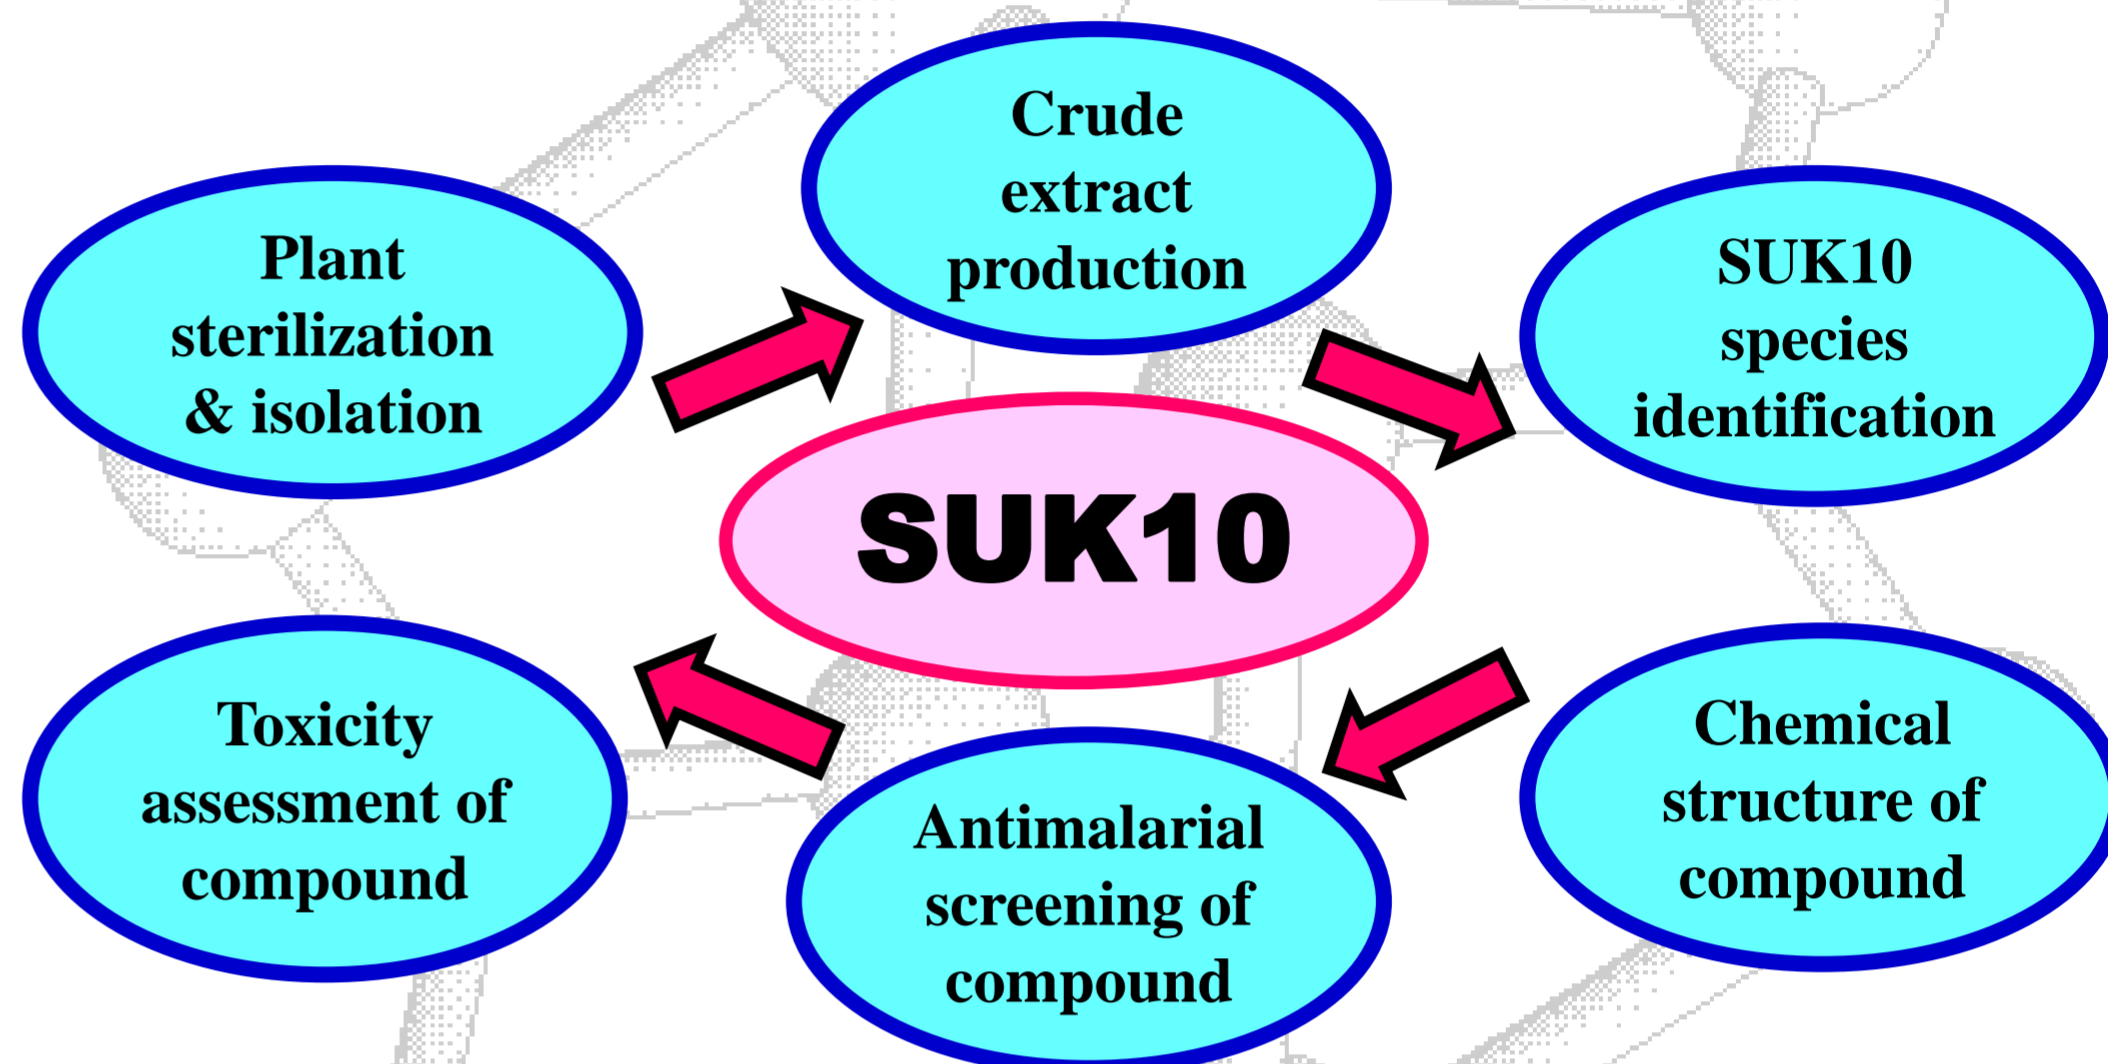 Plant
sterilization
& isolation
Crude
extract
production
SUK10
species
identification
SUK10
Chemical
structure of
compound
Antimalarial
screening of
compound
Toxicity
assessment of
compound